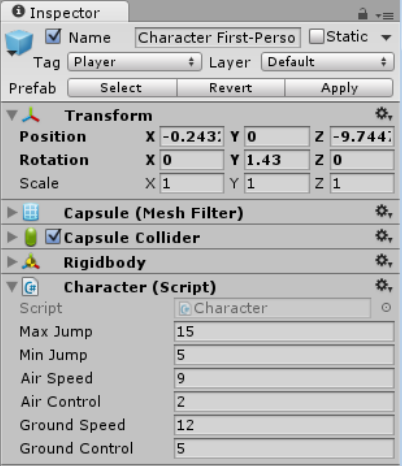 Inspector
Name Character First-Perso Static
Tag Player Layer Default
Prefab Select Revert Apply
Transform
Position X -0.243 Y 0 Z -9.744
Rotation X 0 Y 1.43 Z 0
Scale X 1 Y 1 Z 1
Capsule (Mesh Filter)
Capsule Collider
Rigidbody
Character (Script)
Script Character
Max Jump 15
Min Jump 5
Air Speed 9
Air Control 2
Ground Speed 12
Ground Control 5